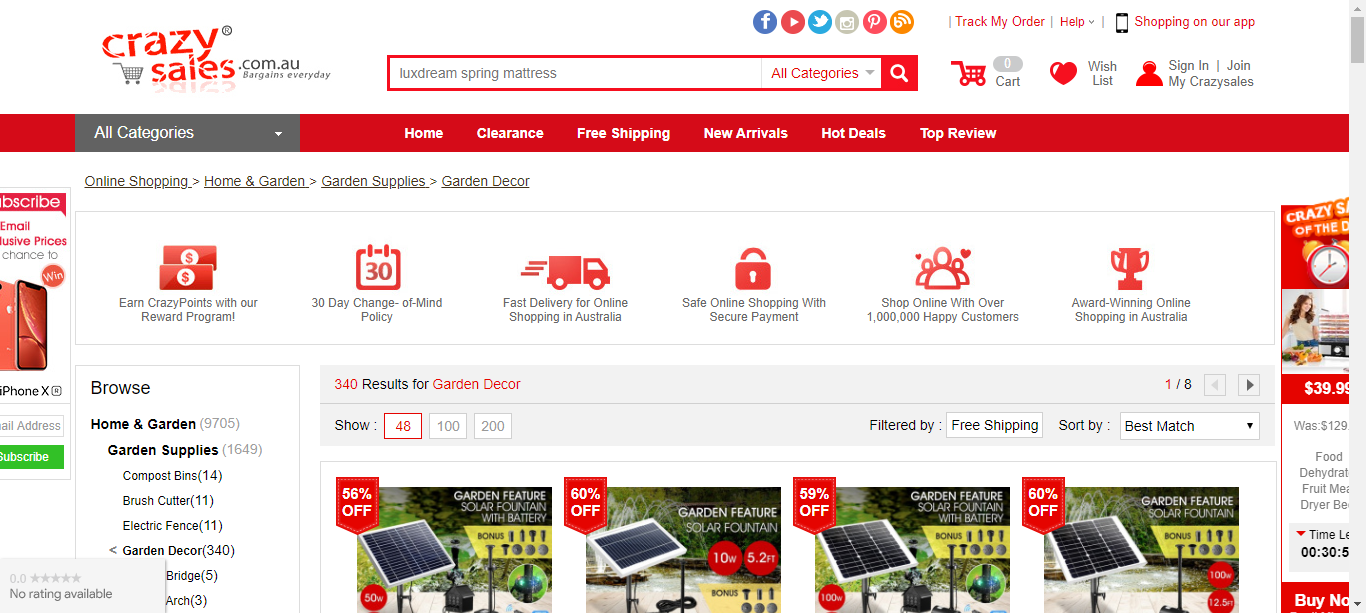 | Track My Order | Help | Shopping on our app
crazy sales® .com.au
Bargains everyday
luxdream spring mattress All Categories
0
Cart
Wish
List
Sign In | Join
My Crazysales
All Categories Home Clearance Free Shipping New Arrivals Hot Deals Top Review
Online Shopping > Home & Garden > Garden Supplies > Garden Decor
Earn CrazyPoints with our
Reward Program!
30
30 Day Change- of-Mind
Policy
Fast Delivery for Online
Shopping in Australia
Safe Online Shopping With
Secure Payment
Shop Online With Over
1,000,000 Happy Customers
Award-Winning Online
Shopping in Australia
ubscribe
Email
lusive Prices
chance to
Win
iPhone XR
ail Address
Subscribe
Browse
Home & Garden (9705)
Garden Supplies (1649)
Compost Bins(14)
Brush Cutter(11)
Electric Fence(11)
< Garden Decor(340)
Bridge(5)
Arch(3)
0.0 ★★★★★
No rating available
340 Results for Garden Decor 1 / 8
Show : 48 100 200 Filtered by : Free Shipping Sort by : Best Match
56%
OFF
GARDEN FEATURE
SOLAR FOUNTAIN
WITH BATTERY
BONUS
50W
60%
OFF
GARDEN FEATURE
SOLAR FOUNTAIN
10W 5.2FT
BONUS
59%
OFF
GARDEN FEATURE
SOLAR FOUNTAIN
WITH BATTERY
BONUS
100W
60%
OFF
GARDEN FEATURE
SOLAR FOUNTAIN
BONUS
100W
12.5FT
CRAZY SA
OF THE D
$39.99
Was:$129.
Food
Dehydrat
Fruit Mea
Dryer Bee
Time Le
00:30:5
Buy No